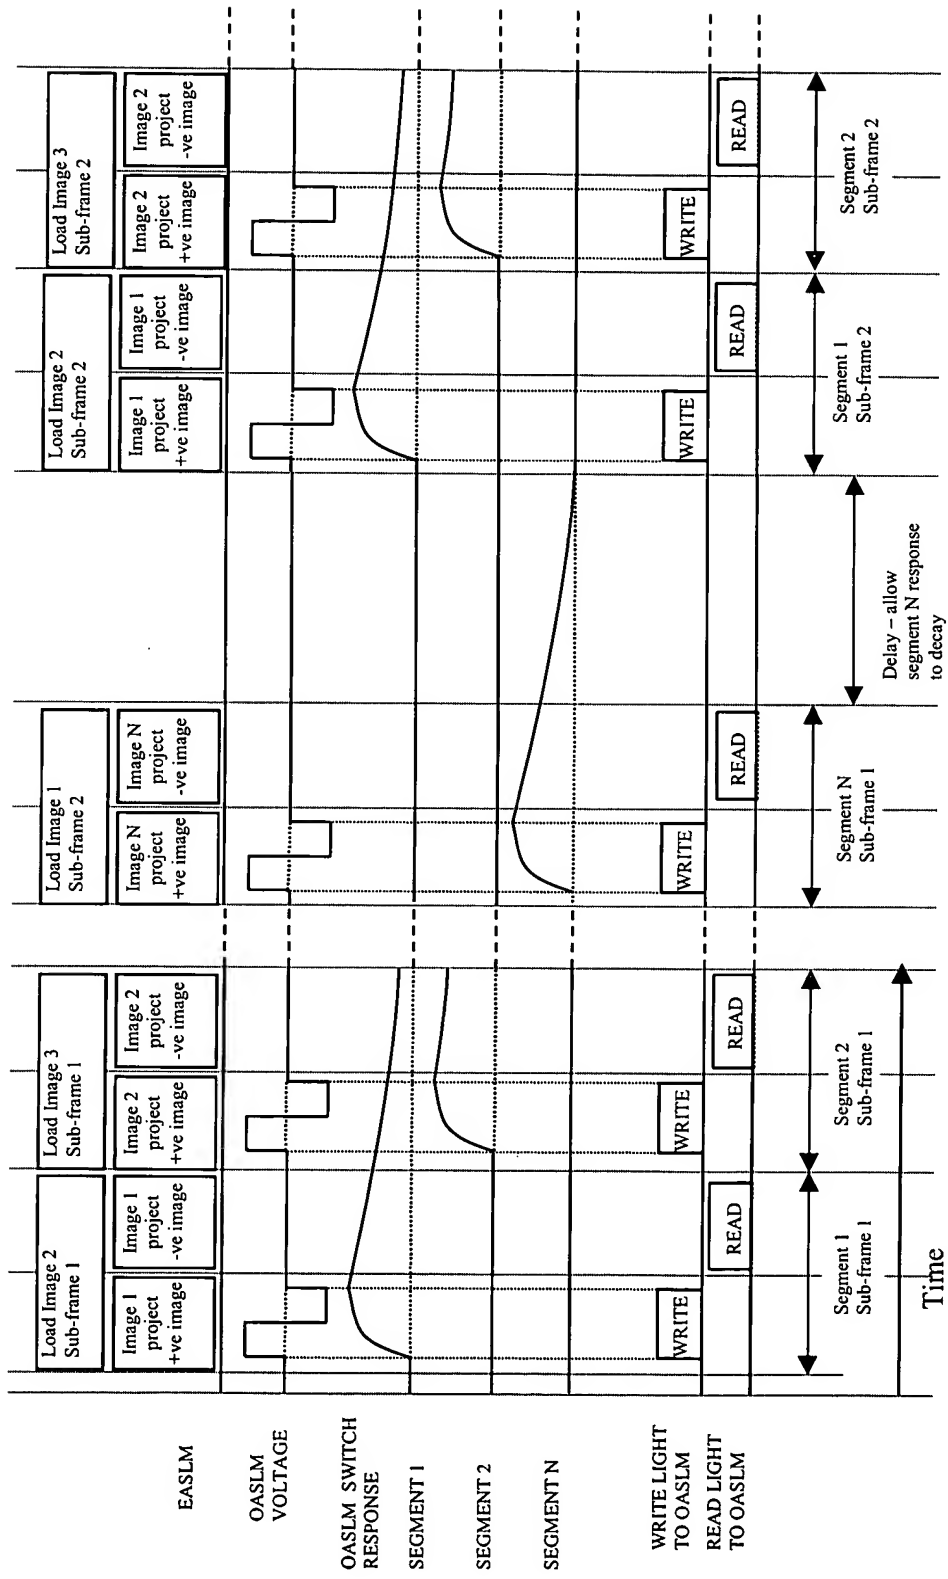 EASLM
Load Image 2
Sub-frame 1
Load Image 3
Sub-frame 1
Load Image 1
Sub-frame 2
Load Image 2
Sub-frame 2
Load Image 3
Sub-frame 2
Image 1
project
+ve image
Image 1
project
-ve image
Image 2
project
+ve image
Image 2
project
-ve image
Image N
project
+ve image
Image N
project
-ve image
Image 1
project
+ve image
Image 1
project
-ve image
Image 2
project
+ve image
Image 2
project
-ve image
OASLM
VOLTAGE
OASLM SWITCH
RESPONSE
SEGMENT 1
SEGMENT 2
SEGMENT N
WRITE LIGHT
TO OASLM
WRITE
WRITE
WRITE
WRITE
WRITE
READ LIGHT
TO OASLM
READ
READ
READ
READ
READ
Segment 1
Sub-frame 1
Segment 2
Sub-frame 1
Segment N
Sub-frame 1
Delay – allow
segment N response
to decay
Segment 1
Sub-frame 2
Segment 2
Sub-frame 2
Time